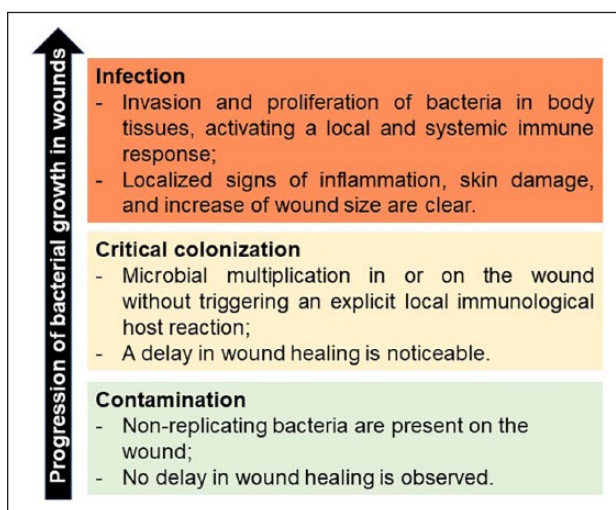 Progression of bacterial growth in wounds
Infection
- Invasion and proliferation of bacteria in body
tissues, activating a local and systemic immune
response;
- Localized signs of inflammation, skin damage,
and increase of wound size are clear.
Critical colonization
- Microbial multiplication in or on the wound
without triggering an explicit local immunological
host reaction;
- A delay in wound healing is noticeable.
Contamination
- Non-replicating bacteria are present on the
wound;
- No delay in wound healing is observed.